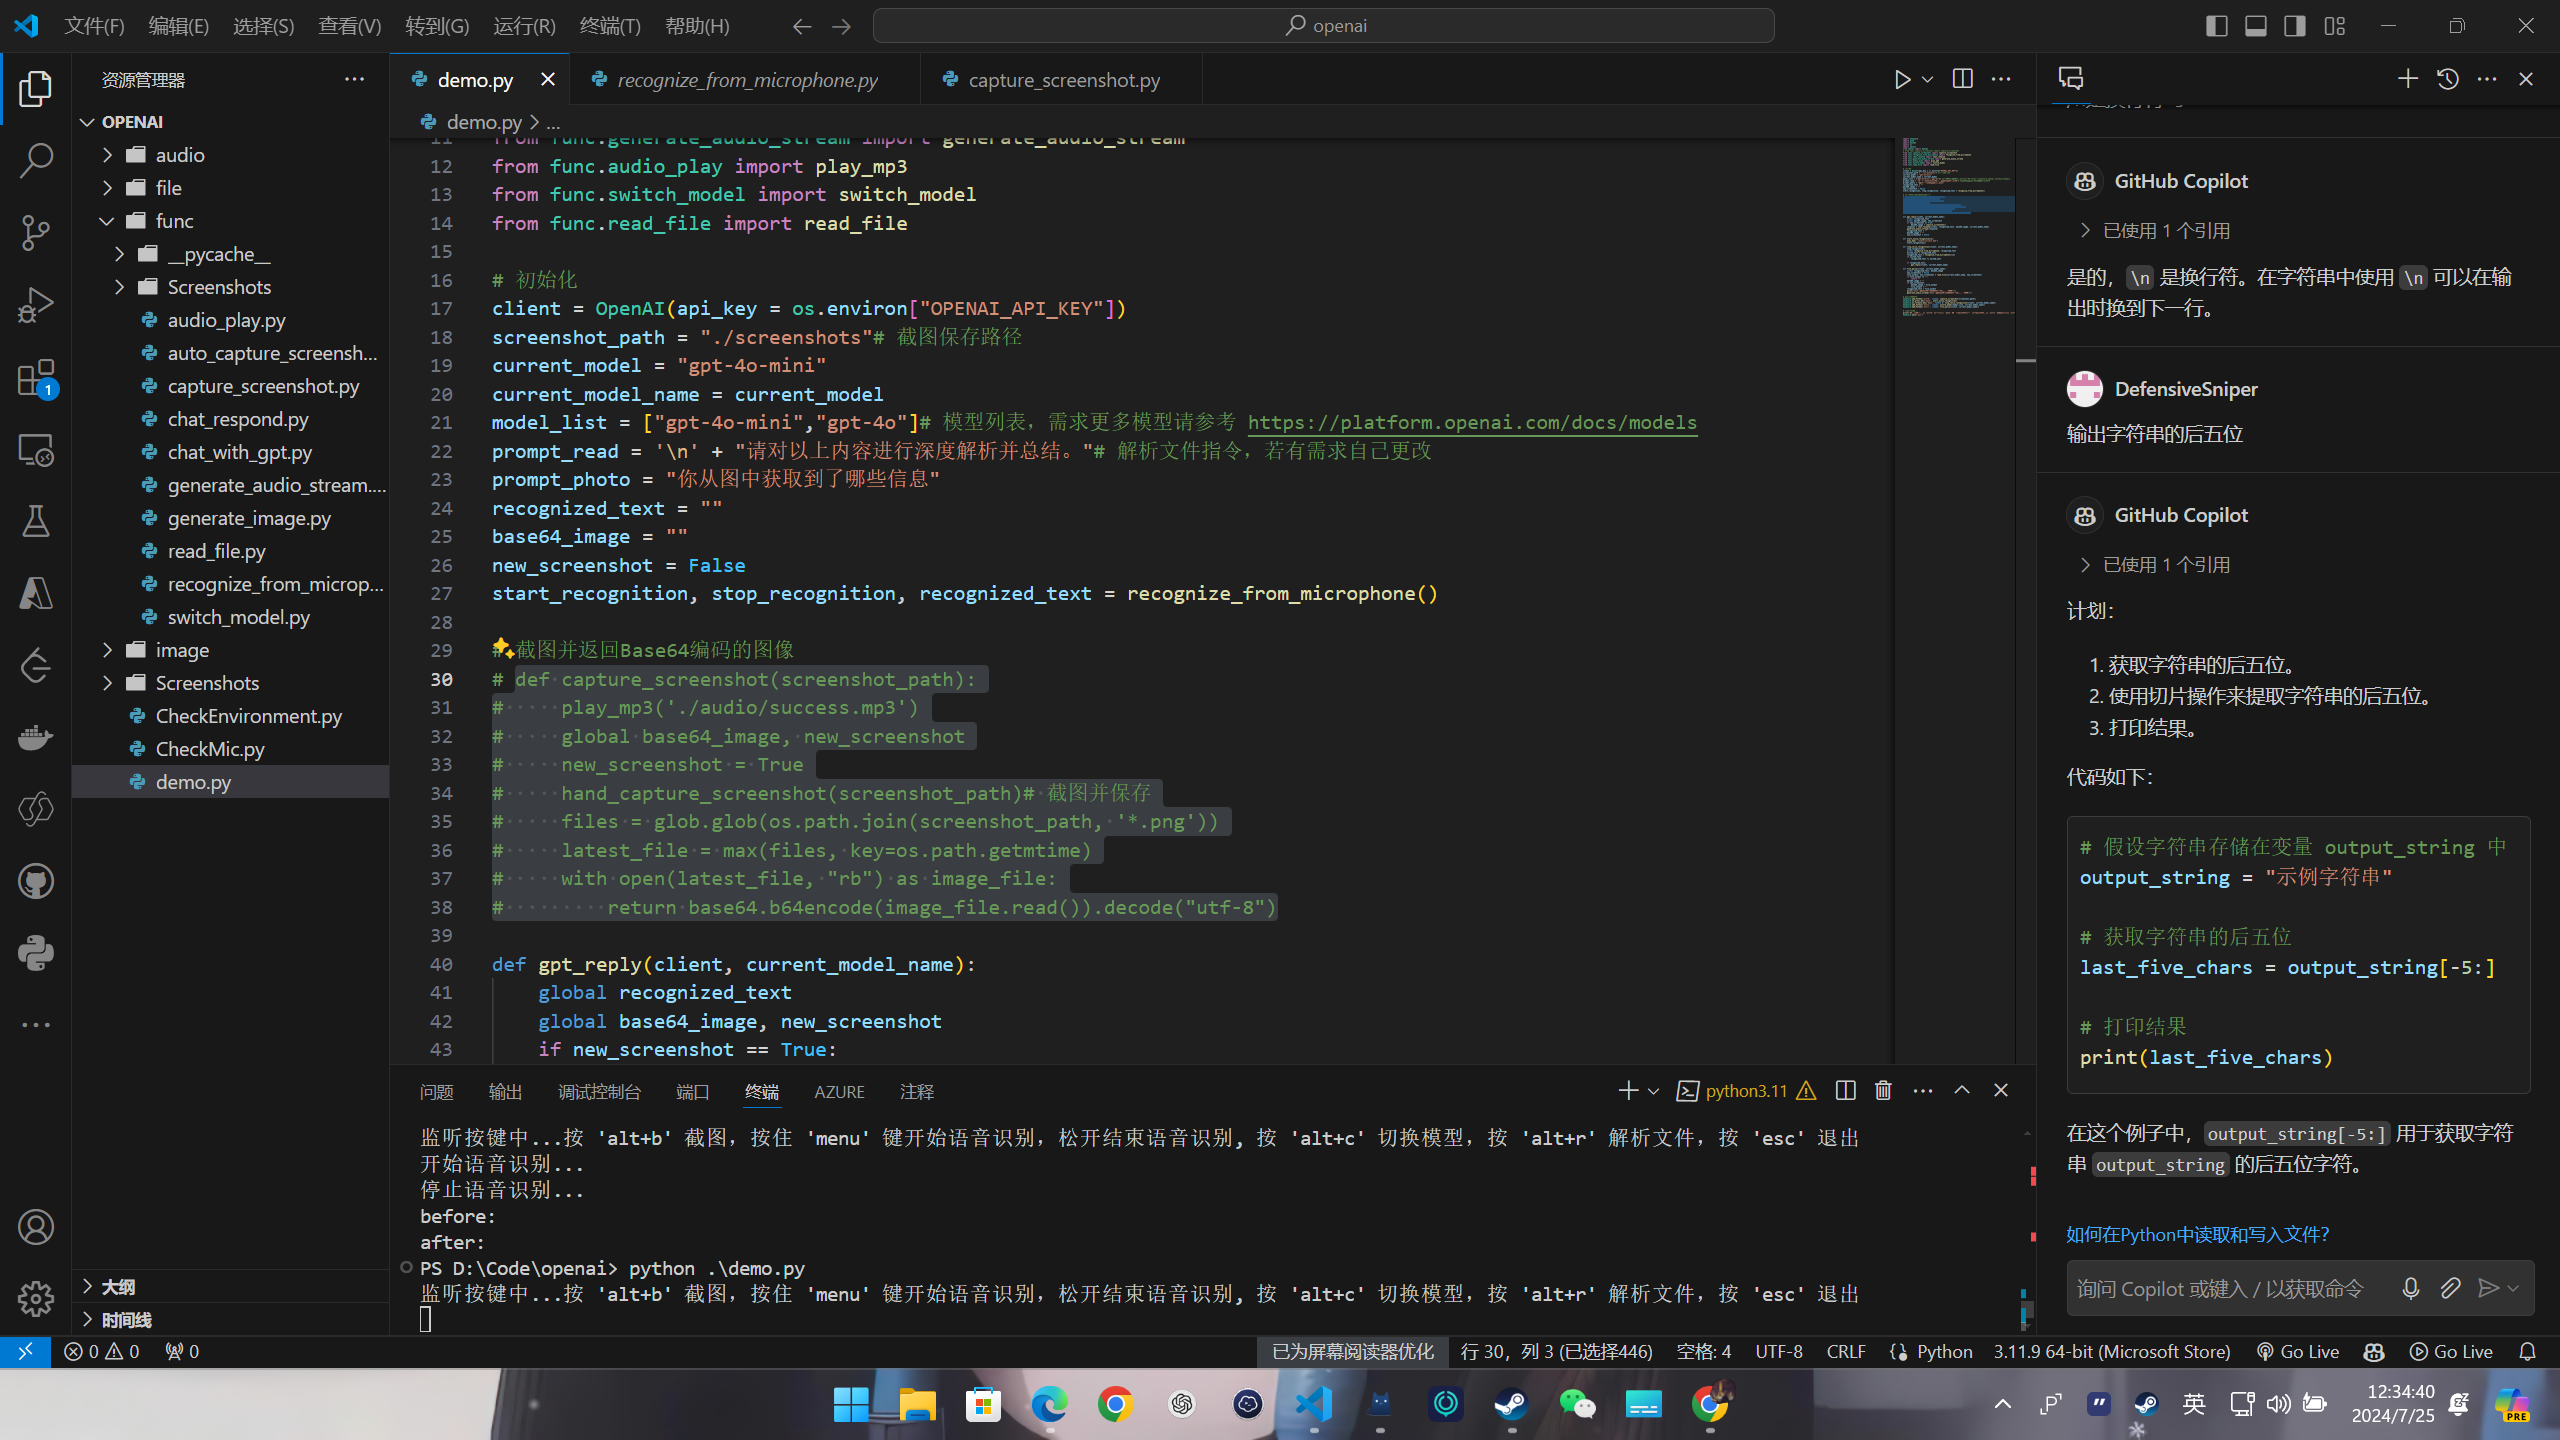 文件(F) 编辑(E) 选择(S) 查看(V) 转到(G) 运行(R) 终端(T) 帮助(H)
openai
资源管理器
OPENAI
audio
file
func
__pycache__
Screenshots
audio_play.py
auto_capture_screensh...
capture_screenshot.py
chat_respond.py
chat_with_gpt.py
generate_audio_stream....
generate_image.py
read_file.py
recognize_from_microp...
switch_model.py
image
Screenshots
CheckEnvironment.py
CheckMic.py
demo.py
大纲
时间线
demo.py recognize_from_microphone.py capture_screenshot.py
demo.py > ...
11 from func.generate_audio_stream import generate_audio_stream
12 from func.audio_play import play_mp3
13 from func.switch_model import switch_model
14 from func.read_file import read_file
15
16 # 初始化
17 client = OpenAI(api_key = os.environ["OPENAI_API_KEY"])
18 screenshot_path = "./screenshots"# 截图保存路径
19 current_model = "gpt-4o-mini"
20 current_model_name = current_model
21 model_list = ["gpt-4o-mini","gpt-4o"]# 模型列表，需求更多模型请参考 https://platform.openai.com/docs/models
22 prompt_read = '\n' + "请对以上内容进行深度解析并总结。"# 解析文件指令，若有需求自己更改
23 prompt_photo = "你从图中获取到了哪些信息"
24 recognized_text = ""
25 base64_image = ""
26 new_screenshot = False
27 start_recognition, stop_recognition, recognized_text = recognize_from_microphone()
28
29 # 截图并返回Base64编码的图像
30 # def capture_screenshot(screenshot_path):
31 #     play_mp3('./audio/success.mp3')
32 #     global base64_image, new_screenshot
33 #     new_screenshot = True
34 #     hand_capture_screenshot(screenshot_path)# 截图并保存
35 #     files = glob.glob(os.path.join(screenshot_path, '*.png'))
36 #     latest_file = max(files, key=os.path.getmtime)
37 #     with open(latest_file, "rb") as image_file:
38 #         return base64.b64encode(image_file.read()).decode("utf-8")
39
40 def gpt_reply(client, current_model_name):
41     global recognized_text
42     global base64_image, new_screenshot
43     if new_screenshot == True:
问题 输出 调试控制台 端口 终端 AZURE 注释
python3.11
监听按键中...按 'alt+b' 截图，按住 'menu' 键开始语音识别，松开结束语音识别，按 'alt+c' 切换模型，按 'alt+r' 解析文件，按 'esc' 退出
开始语音识别...
停止语音识别...
before:
after:
PS D:\Code\openai> python .\demo.py
监听按键中...按 'alt+b' 截图，按住 'menu' 键开始语音识别，松开结束语音识别，按 'alt+c' 切换模型，按 'alt+r' 解析文件，按 'esc' 退出
GitHub Copilot
已使用 1 个引用
是的，\n 是换行符。在字符串中使用 \n 可以在输
出时换到下一行。
DefensiveSniper
输出字符串的后五位
GitHub Copilot
已使用 1 个引用
计划：
1. 获取字符串的后五位。
2. 使用切片操作来提取字符串的后五位。
3. 打印结果。
代码如下：
# 假设字符串存储在变量 output_string 中
output_string = "示例字符串"
# 获取字符串的后五位
last_five_chars = output_string[-5:]
# 打印结果
print(last_five_chars)
在这个例子中，output_string[-5:] 用于获取字符
串 output_string 的后五位字符。
如何在Python中读取和写入文件？
询问 Copilot 或键入 / 以获取命令
1
0 0 0
已为屏幕阅读器优化 行 30，列 3 (已选择446) 空格: 4 UTF-8 CRLF Python 3.11.9 64-bit (Microsoft Store) Go Live Go Live
英
12:34:40
2024/7/25
PRE